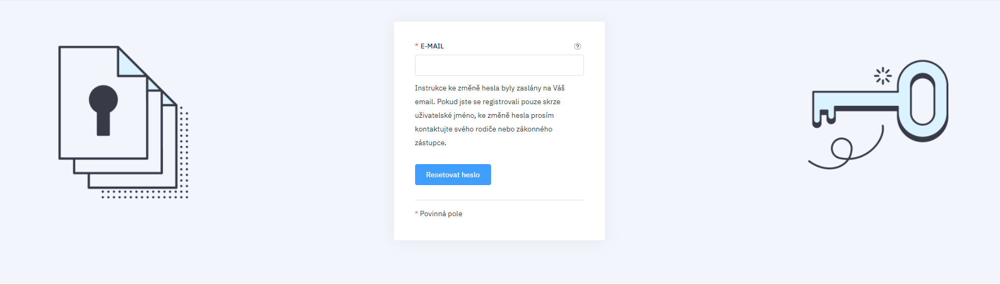 * E-MAIL
Instrukce ke změně hesla byly zaslány na Váš
email. Pokud jste se registrovali pouze skrze
uživatelské jméno, ke změně hesla prosím
kontaktujte svého rodiče nebo zákonného
zástupce.
Resetovat heslo
* Povinná pole